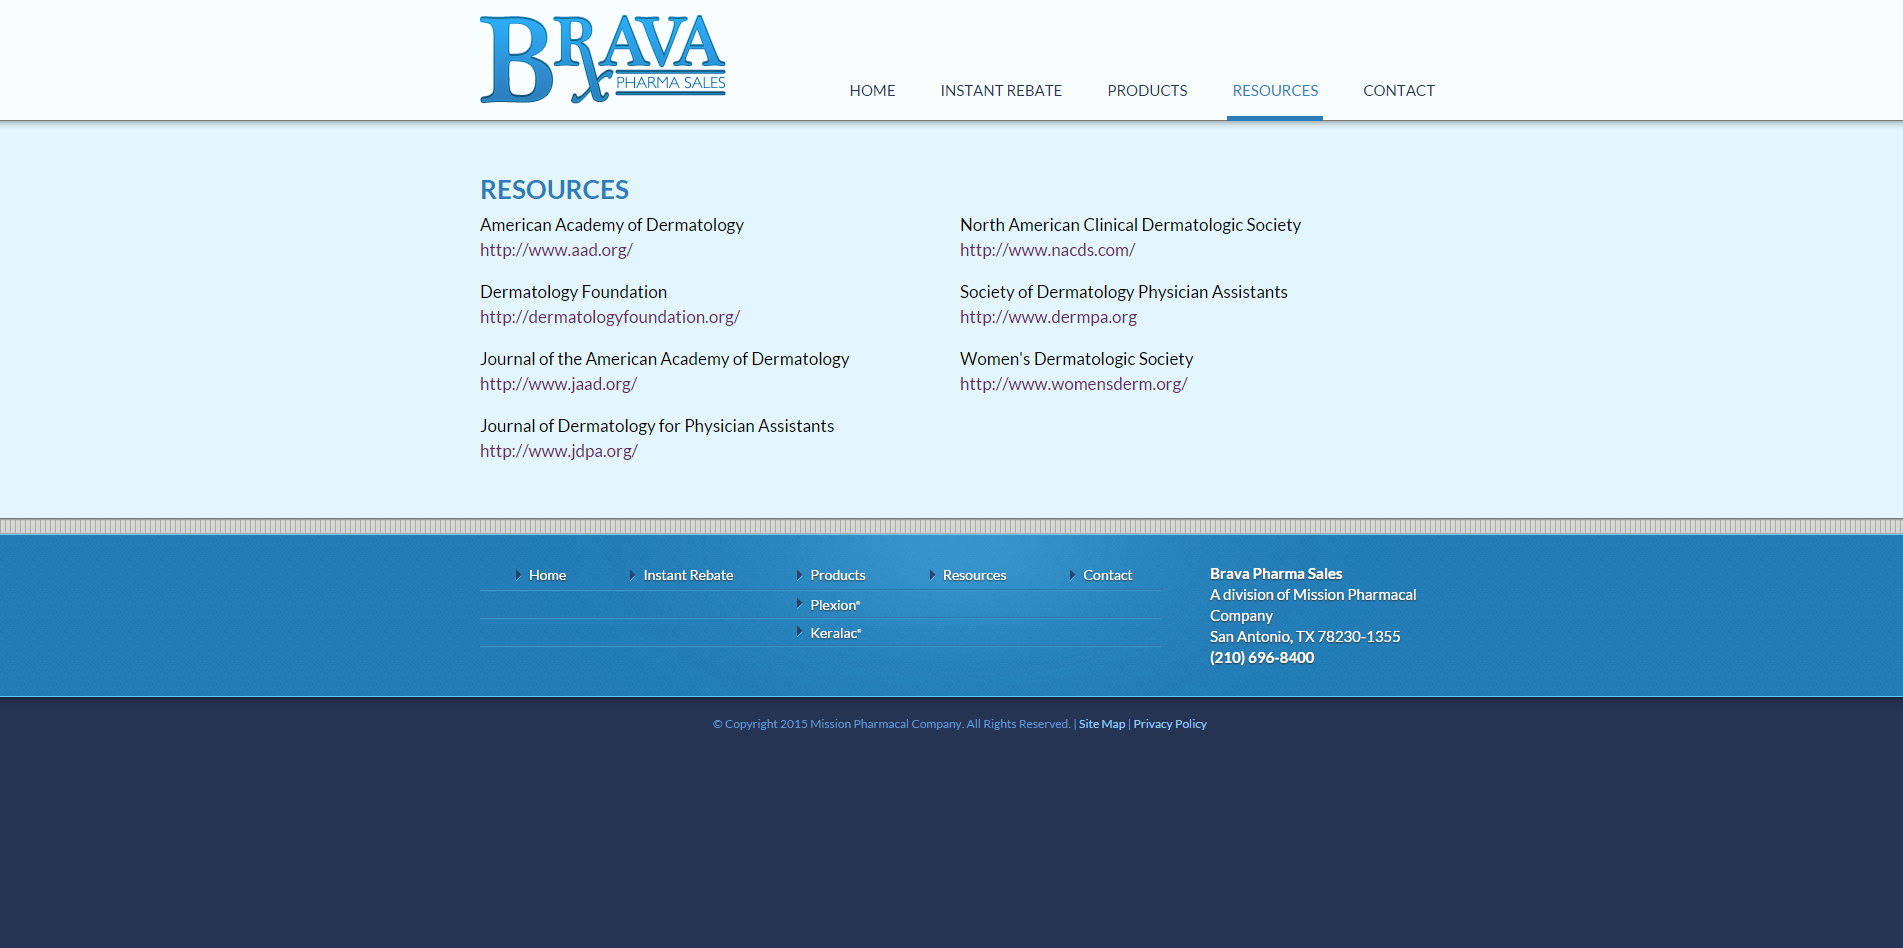 BRAVA
Rx PHARMA SALES
HOME INSTANT REBATE PRODUCTS RESOURCES CONTACT
RESOURCES
American Academy of Dermatology
http://www.aad.org/
Dermatology Foundation
http://dermatologyfoundation.org/
Journal of the American Academy of Dermatology
http://www.jaad.org/
Journal of Dermatology for Physician Assistants
http://www.jdpa.org/
North American Clinical Dermatologic Society
http://www.nacds.com/
Society of Dermatology Physician Assistants
http://www.dermpa.org
Women's Dermatologic Society
http://www.womensderm.org/
Home Instant Rebate Products Resources Contact
Plexion®
Keralac®
Brava Pharma Sales
A division of Mission Pharmacal
Company
San Antonio, TX 78230-1355
(210) 696-8400
© Copyright 2015 Mission Pharmacal Company. All Rights Reserved. | Site Map | Privacy Policy